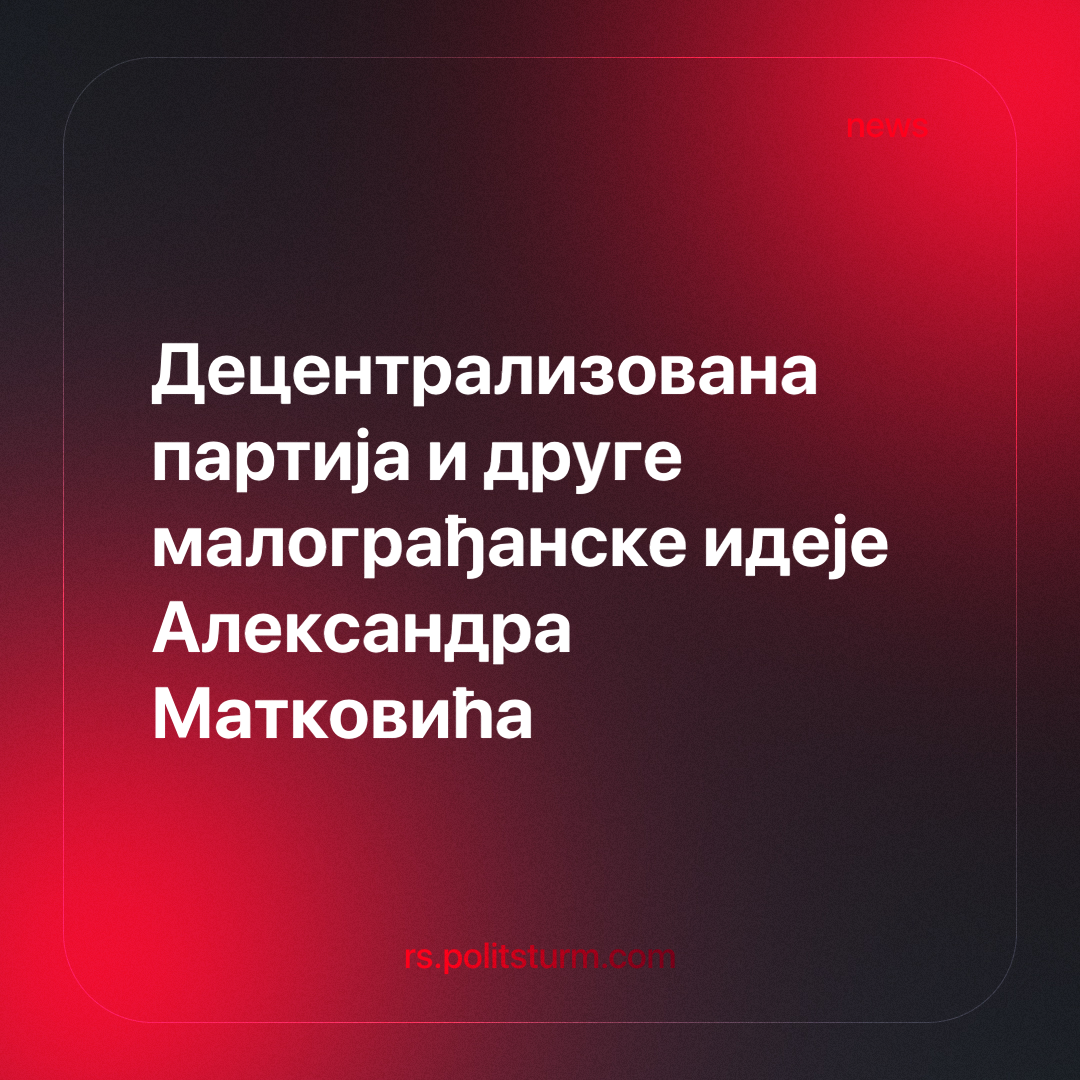 news
Децентрализована
партија и друге
малограђанске идеје
Александра
Матковића
rs.politsturm.com